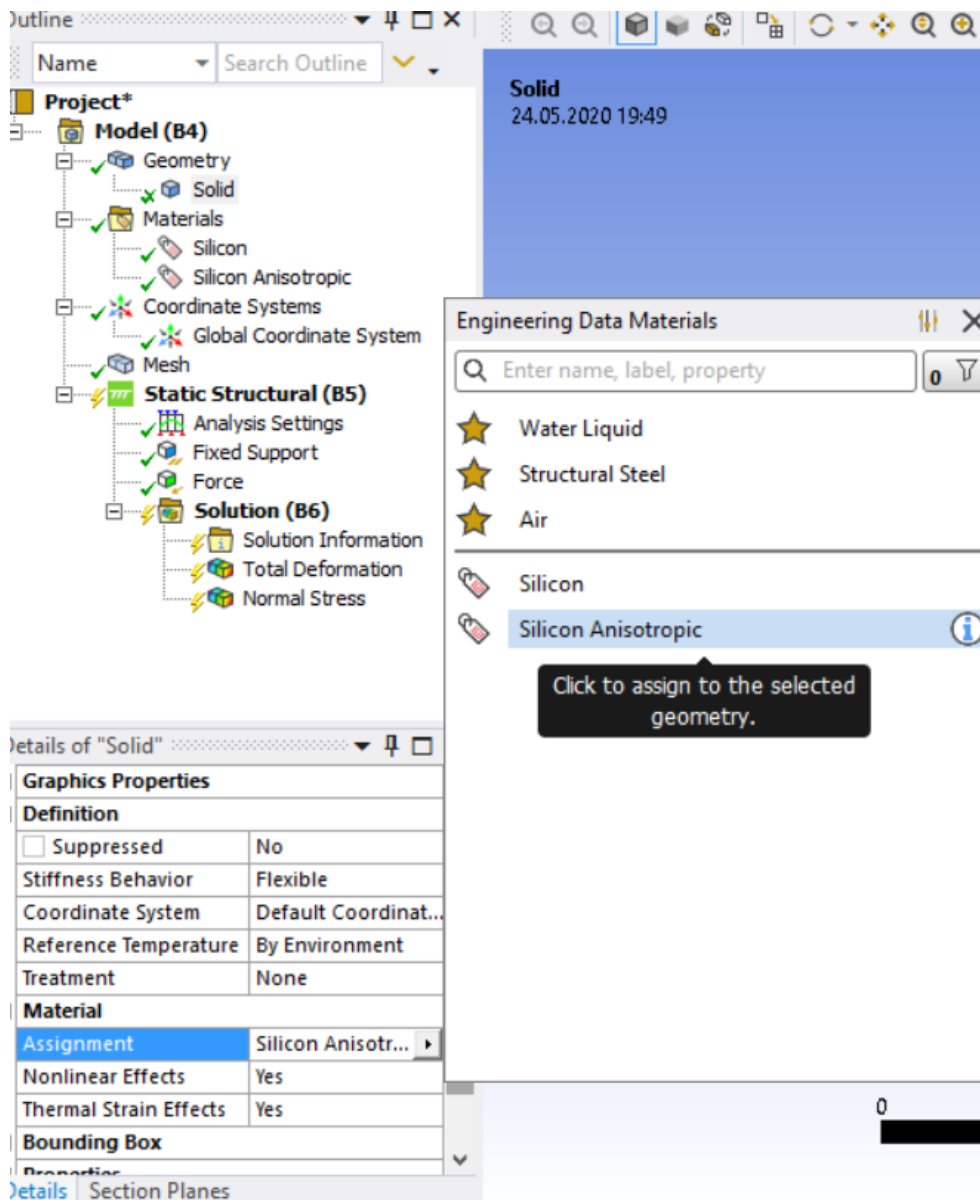 Outline
Name Search Outline
Project*
Model (B4)
Geometry
Solid
Materials
Silicon
Silicon Anisotropic
Coordinate Systems
Global Coordinate System
Mesh
Static Structural (B5)
Analysis Settings
Fixed Support
Force
Solution (B6)
Solution Information
Total Deformation
Normal Stress
Solid
24.05.2020 19:49
Engineering Data Materials
Enter name, label, property 0
Water Liquid
Structural Steel
Air
Silicon
Silicon Anisotropic
Click to assign to the selected
geometry.
Details of "Solid"
Graphics Properties
Definition
Suppressed No
Stiffness Behavior Flexible
Coordinate System Default Coordinat...
Reference Temperature By Environment
Treatment None
Material
Assignment Silicon Anisotr...
Nonlinear Effects Yes
Thermal Strain Effects Yes
Bounding Box
Properties
Details Section Planes
0